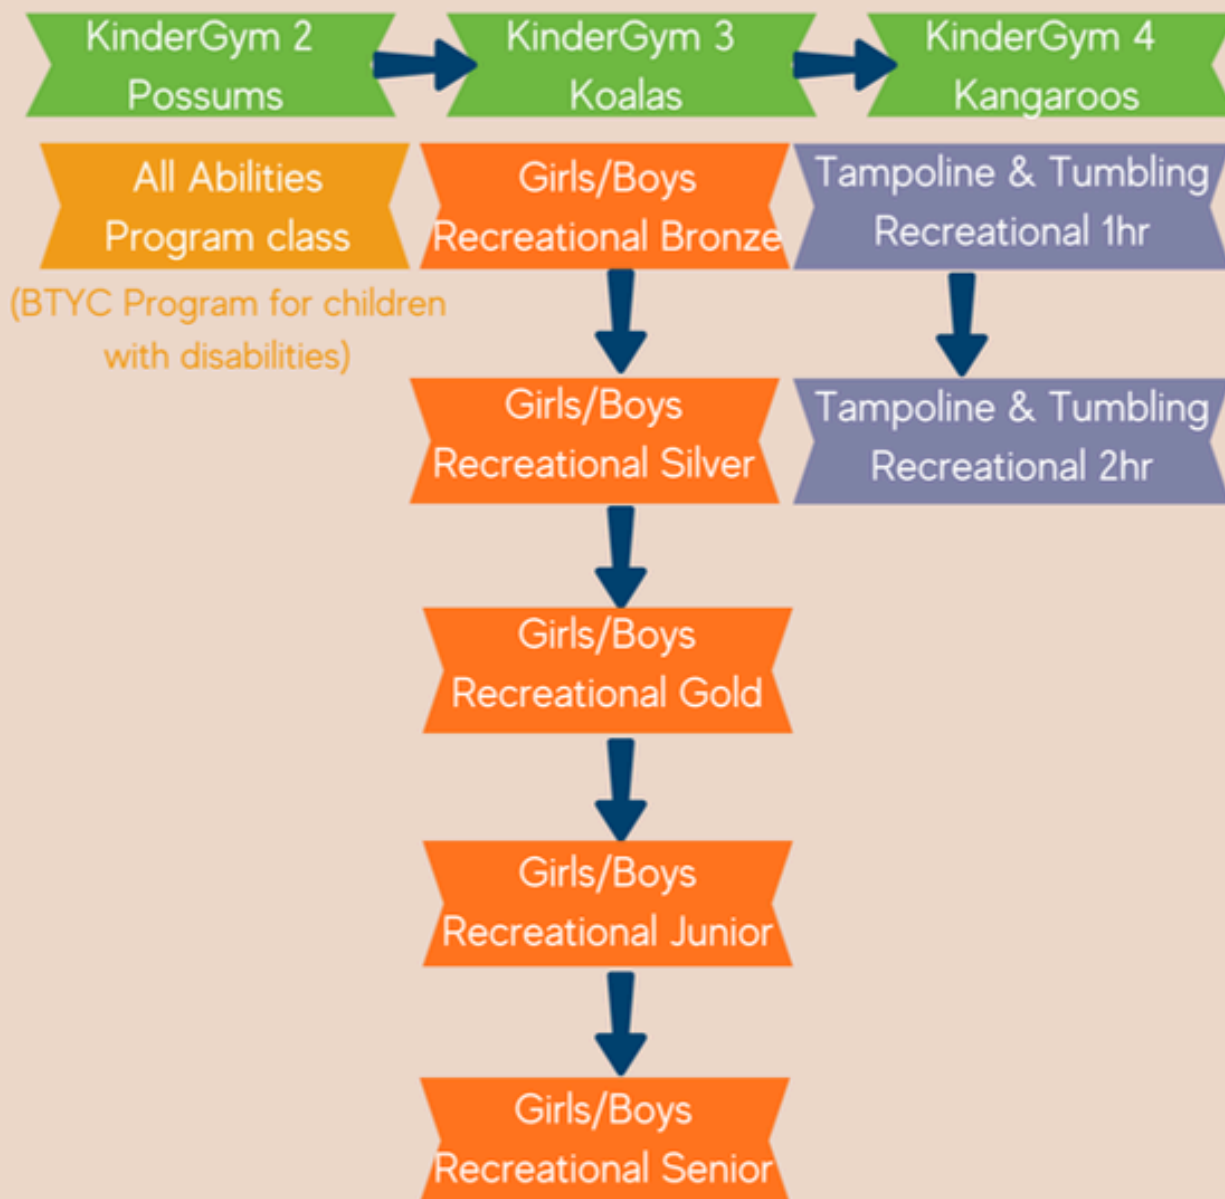 KinderGym 2
Possums
KinderGym 3
Koalas
KinderGym 4
Kangaroos
All Abilities
Program class
(BTYC Program for children
with disabilities)
Girls/Boys
Recreational Bronze
Tampoline & Tumbling
Recreational 1hr
Girls/Boys
Recreational Silver
Tampoline & Tumbling
Recreational 2hr
Girls/Boys
Recreational Gold
Girls/Boys
Recreational Junior
Girls/Boys
Recreational Senior